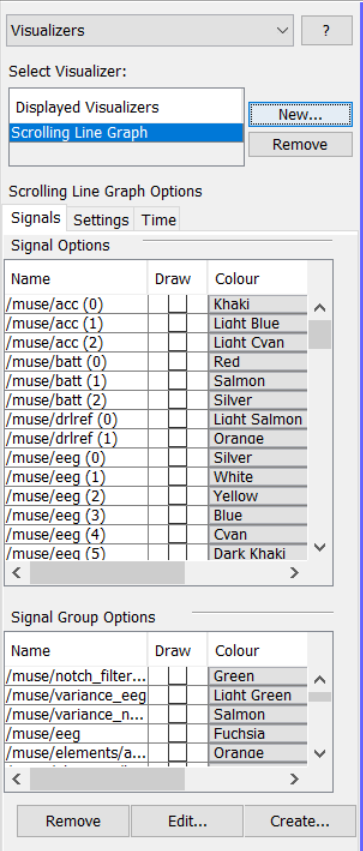 Visualizers
?
Select Visualizer:
Displayed Visualizers
Scrolling Line Graph
New...
Remove
Scrolling Line Graph Options
Signals Settings Time
Signal Options
Name Draw Colour
/muse/acc (0) Khaki
/muse/acc (1) Light Blue
/muse/acc (2) Light Cyan
/muse/batt (0) Red
/muse/batt (1) Salmon
/muse/batt (2) Silver
/muse/drlref (0) Light Salmon
/muse/drlref (1) Orange
/muse/eeg (0) Silver
/muse/eeg (1) White
/muse/eeg (2) Yellow
/muse/eeg (3) Blue
/muse/eeg (4) Cyan
/muse/eeg (5) Dark Khaki
Signal Group Options
Name Draw Colour
/muse/notch_filter... Green
/muse/variance_eeg Light Green
/muse/variance_n... Salmon
/muse/eeg Fuchsia
/muse/elements/a... Orange
Remove Edit... Create...